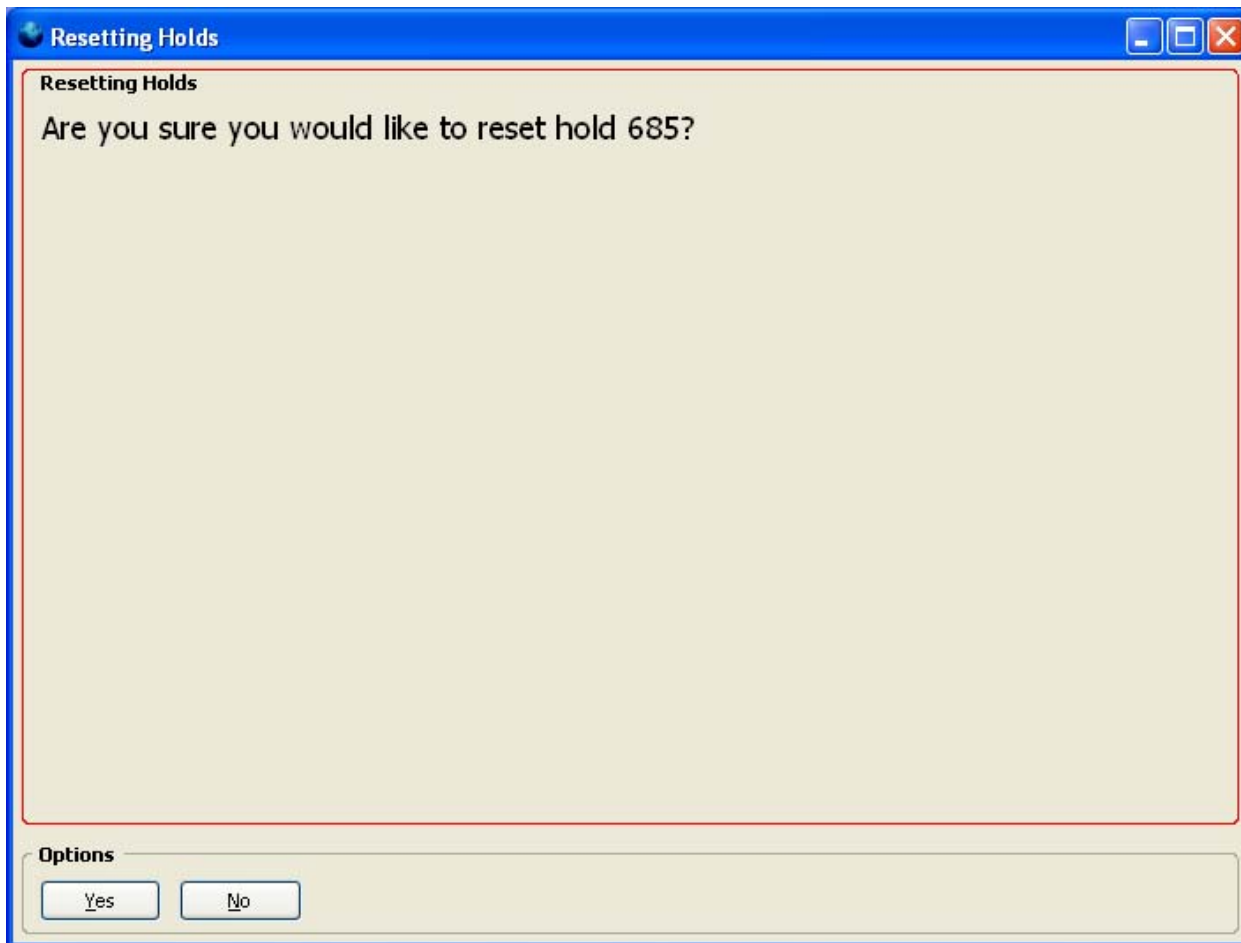 Resetting Holds
Resetting Holds
Are you sure you would like to reset hold 685?
Options
Yes No